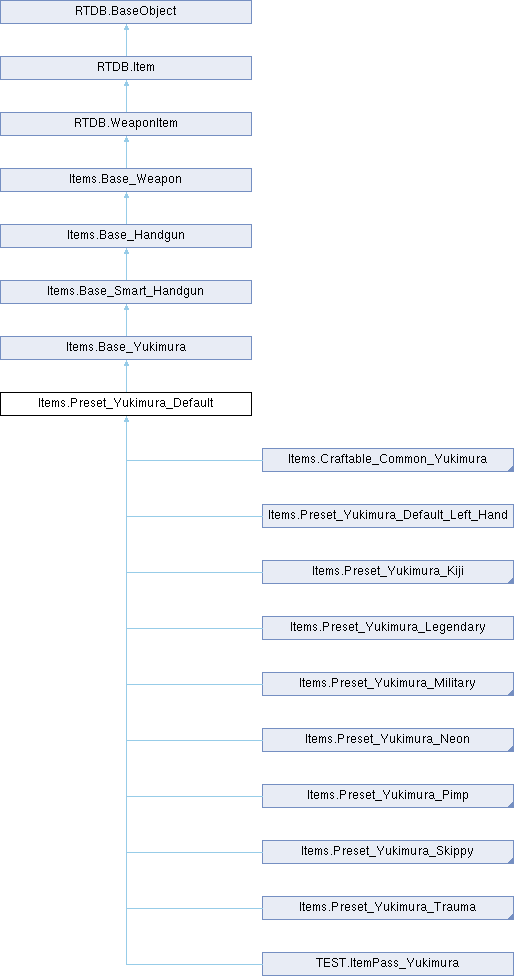 RTDB.BaseObject
RTDB.Item
RTDB.WeaponItem
Items.Base_Weapon
Items.Base_Handgun
Items.Base_Smart_Handgun
Items.Base_Yukimura
Items.Preset_Yukimura_Default
Items.Craftable_Common_Yukimura
Items.Preset_Yukimura_Default_Left_Hand
Items.Preset_Yukimura_Kiji
Items.Preset_Yukimura_Legendary
Items.Preset_Yukimura_Military
Items.Preset_Yukimura_Neon
Items.Preset_Yukimura_Pimp
Items.Preset_Yukimura_Skippy
Items.Preset_Yukimura_Trauma
TEST.ItemPass_Yukimura